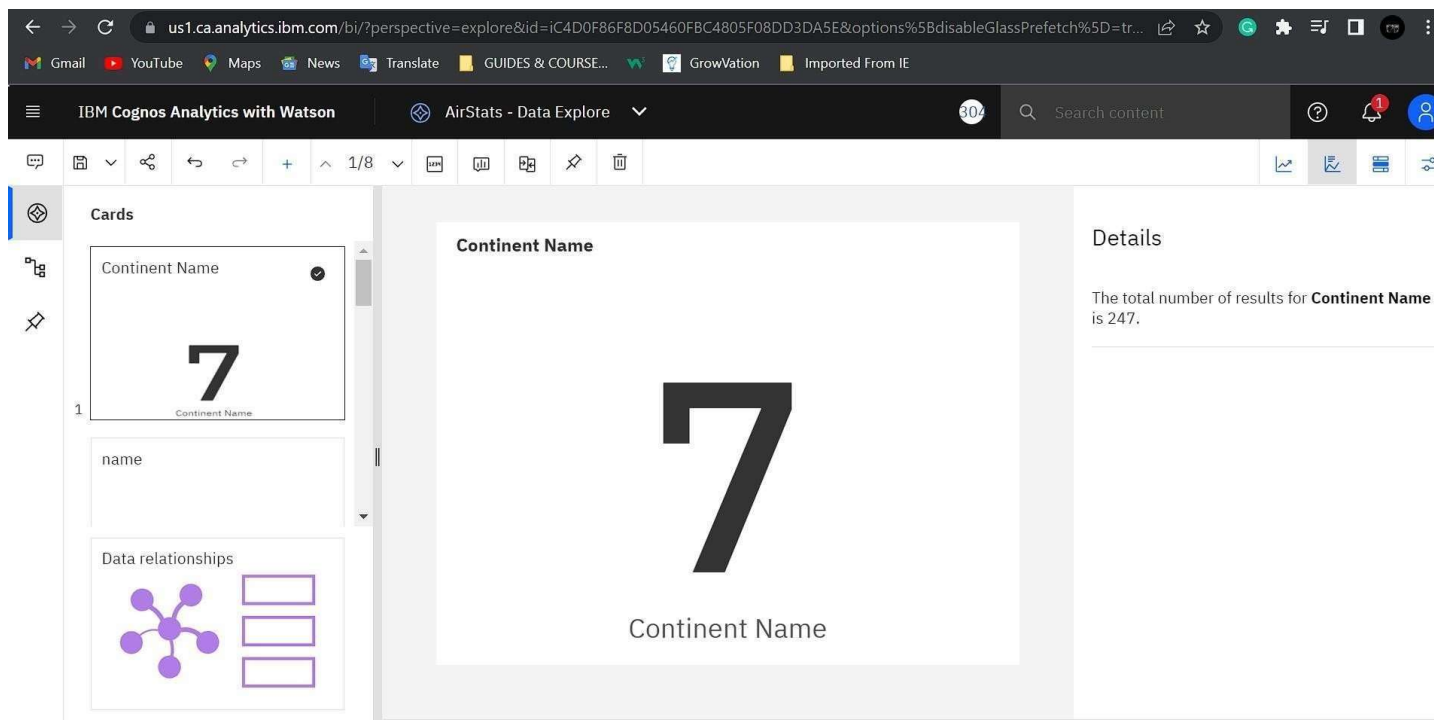 us1.ca.analytics.ibm.com/bi/?perspective=explore&id=iC4D0F86F8D05460FBC4805F08DD3DA5E&options%5BdisableGlassPrefetch%5D=tr...
Gmail YouTube Maps News Translate GUIDES & COURSE... GrowVation Imported From IE
IBM Cognos Analytics with Watson AirStats - Data Explore 304 Search content 1
1/8
Cards
Continent Name
7
Continent Name
1
name
Data relationships
Continent Name
7
Continent Name
Details
The total number of results for Continent Name
is 247.